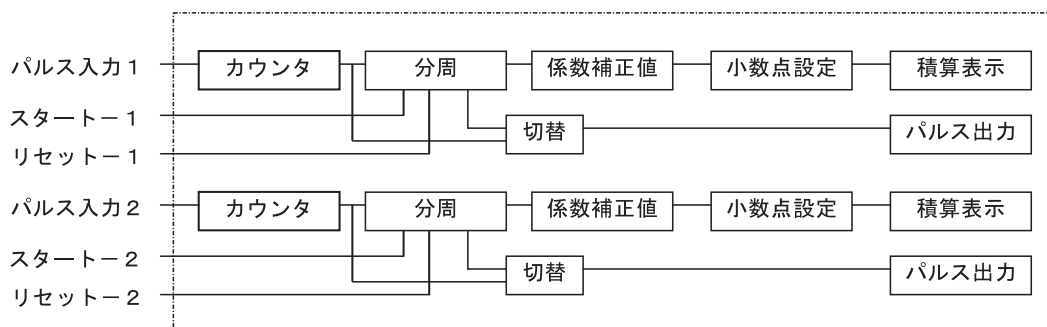 パルス入力1
カウンタ
分周
係数補正値
小数点設定
積算表示
スタートー1
切替
パルス出力
リセットー1
パルス入力2
カウンタ
分周
係数補正値
小数点設定
積算表示
スタートー2
切替
パルス出力
リセットー2